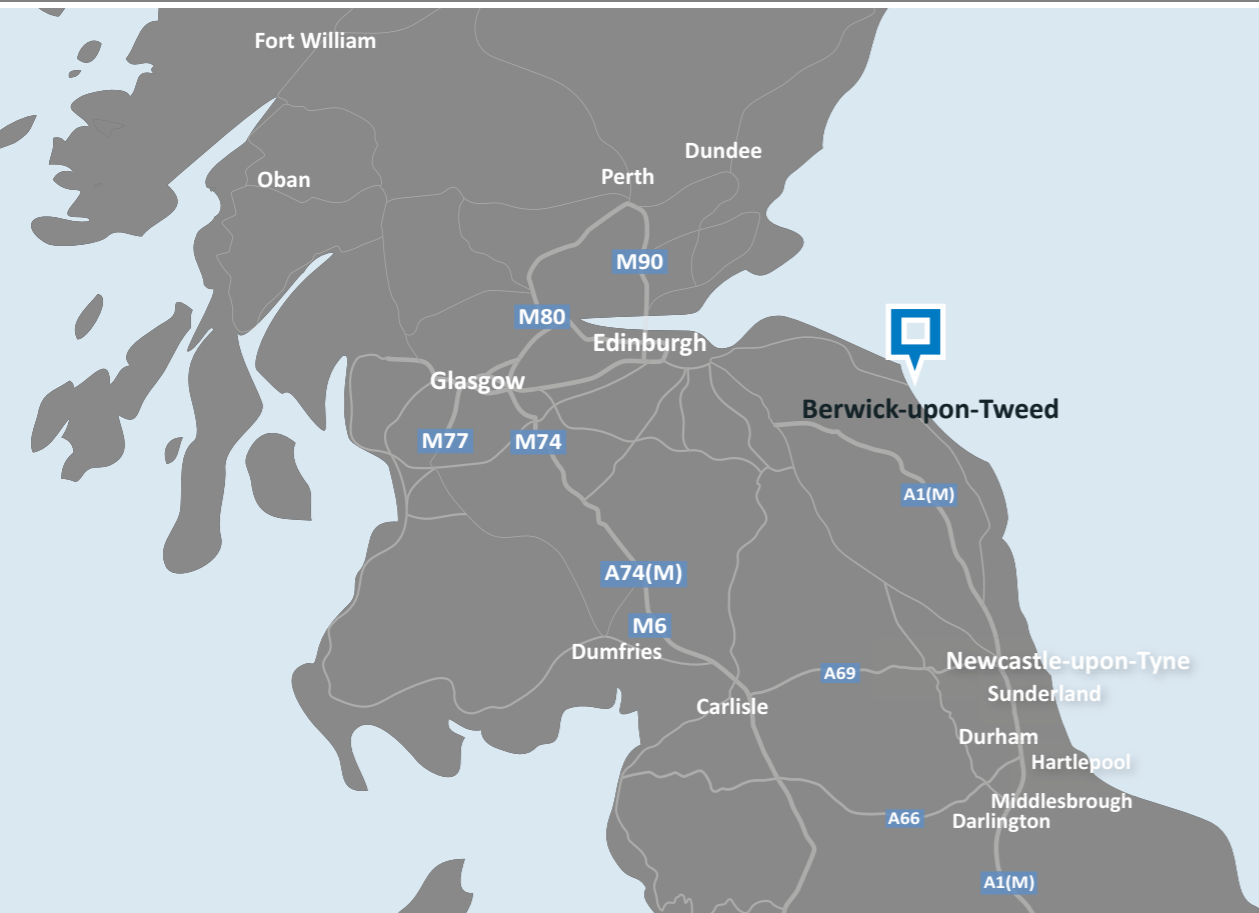 Fort William
Dundee
Perth
Oban
M90
M80
Edinburgh
Glasgow
Berwick-upon-Tweed
M77
M74
A1(M)
A74(M)
M6
Dumfries
Newcastle-upon-Tyne
A69
Sunderland
Carlisle
Durham
Hartlepool
Middlesbrough
A66
Darlington
A1(M)